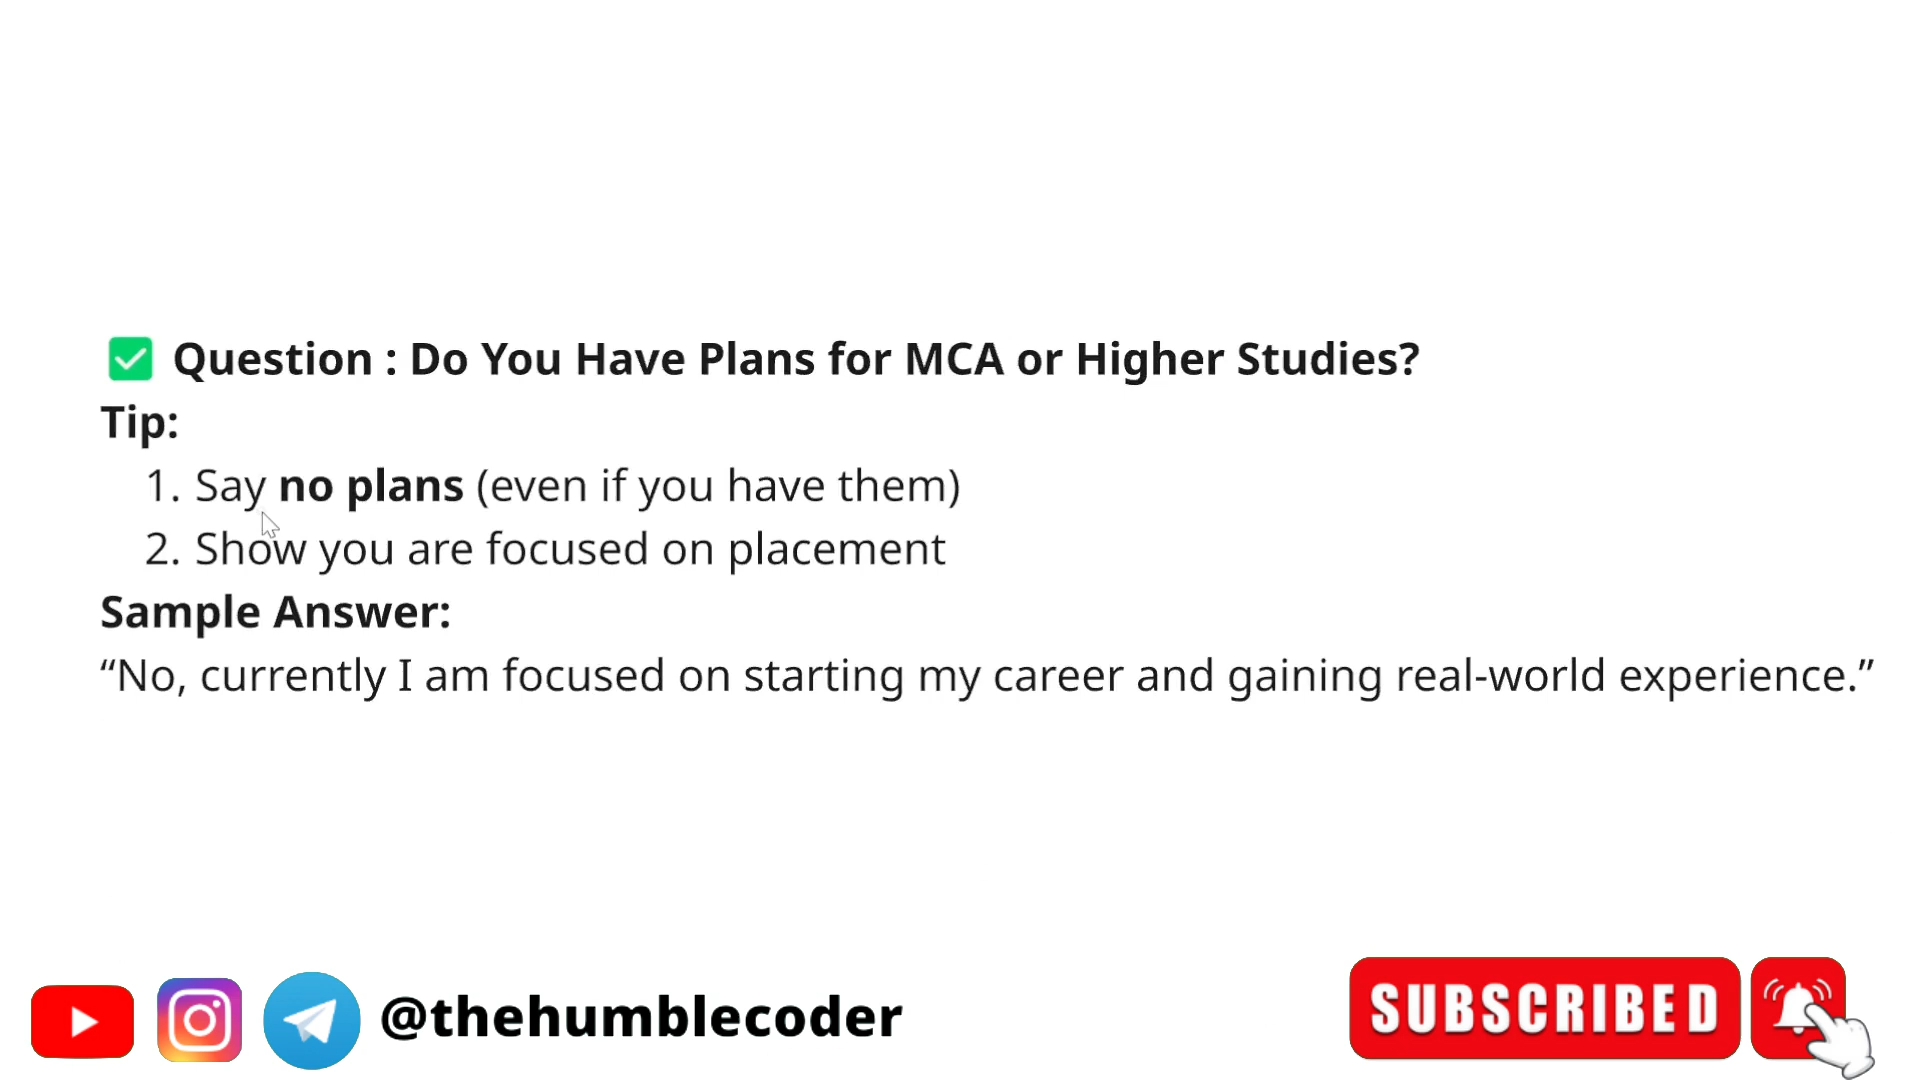 ✅ Question : Do You Have Plans for MCA or Higher Studies?
Tip:
1. Say no plans (even if you have them)
2. Show you are focused on placement
Sample Answer:
“No, currently I am focused on starting my career and gaining real-world experience.”
@thehumblecoder
SUBSCRIBED